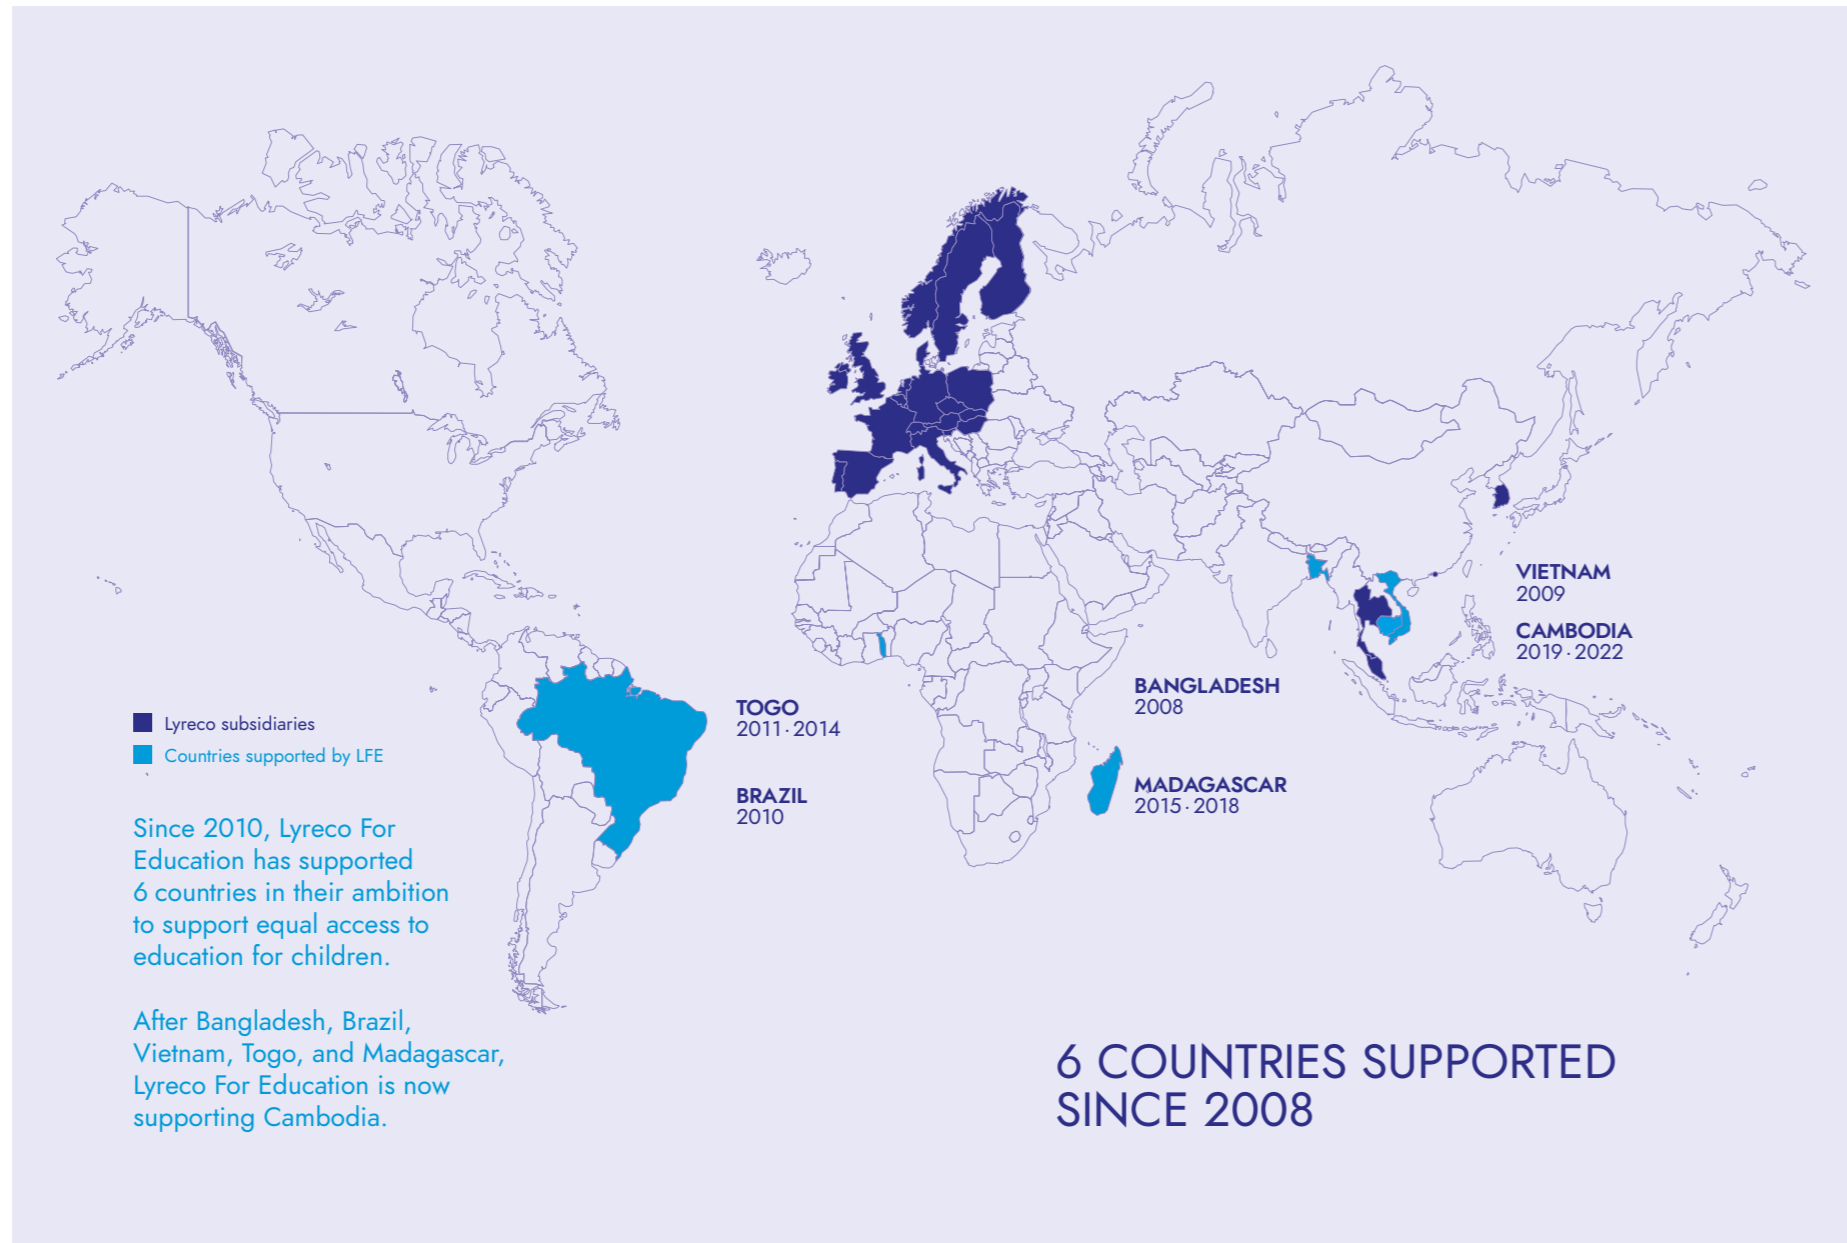 VIETNAM
2009
CAMBODIA
2019 · 2022
BANGLADESH
2008
TOGO
2011 · 2014
MADAGASCAR
2015 · 2018
BRAZIL
2010
Lyreco subsidiaries
Countries supported by LFE
Since 2010, Lyreco For
Education has supported
6 countries in their ambition
to support equal access to
education for children.
After Bangladesh, Brazil,
Vietnam, Togo, and Madagascar,
Lyreco For Education is now
supporting Cambodia.
6 COUNTRIES SUPPORTED
SINCE 2008